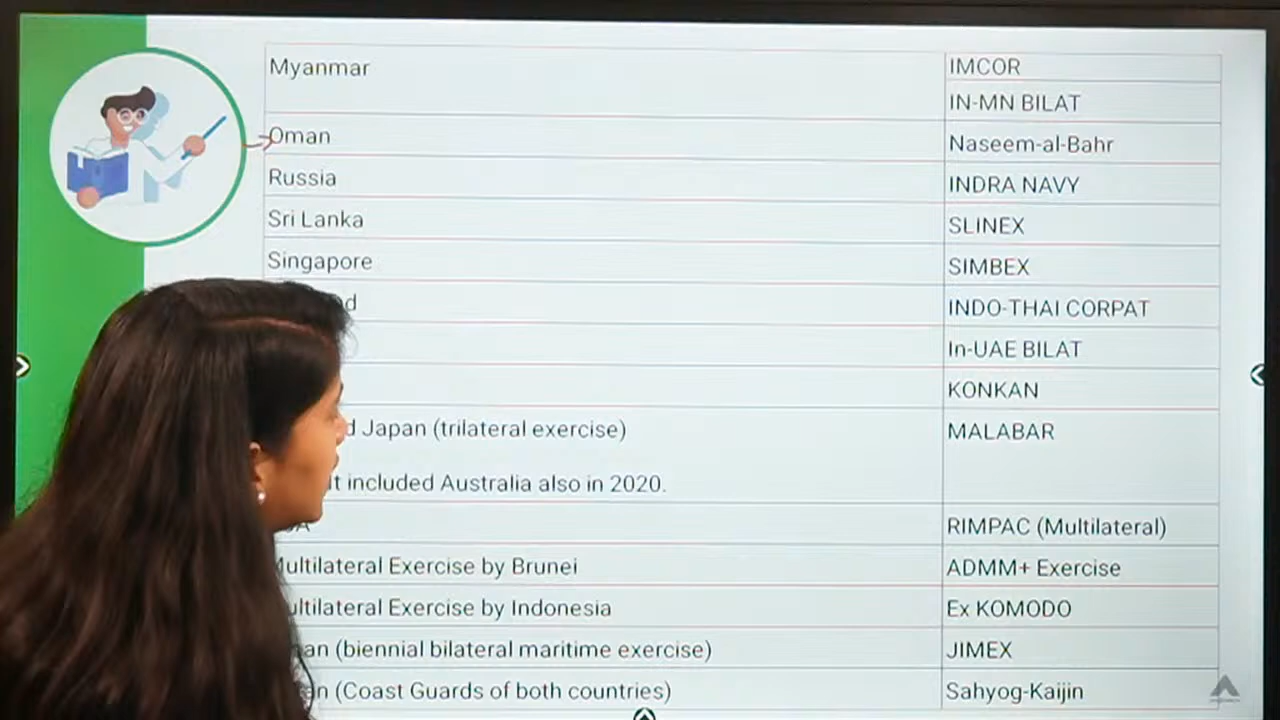 Myanmar IMCOR
IN-MN BILAT
Oman Naseem-al-Bahr
Russia INDRA NAVY
Sri Lanka SLINEX
Singapore SIMBEX
INDO-THAI CORPAT
In-UAE BILAT
KONKAN
Japan (trilateral exercise) MALABAR
it included Australia also in 2020.
RIMPAC (Multilateral)
Multilateral Exercise by Brunei ADMM+ Exercise
Multilateral Exercise by Indonesia Ex KOMODO
(biennial bilateral maritime exercise) JIMEX
(Coast Guards of both countries) Sahyog-Kaijin